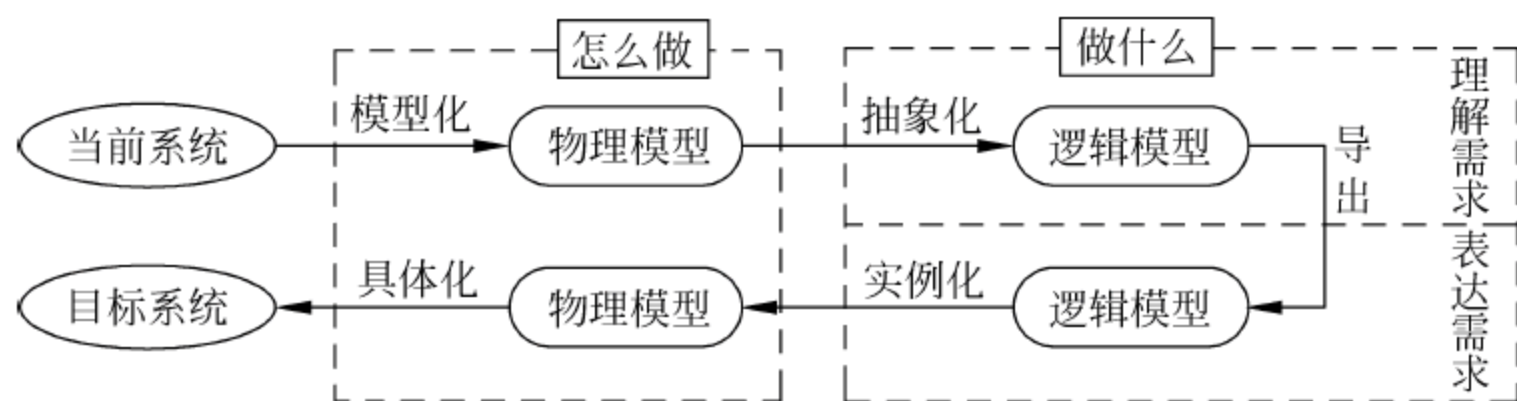 怎么做
做什么
当前系统
模型化
物理模型
抽象化
逻辑模型
导出
理解需求
目标系统
具体化
物理模型
实例化
逻辑模型
表达需求